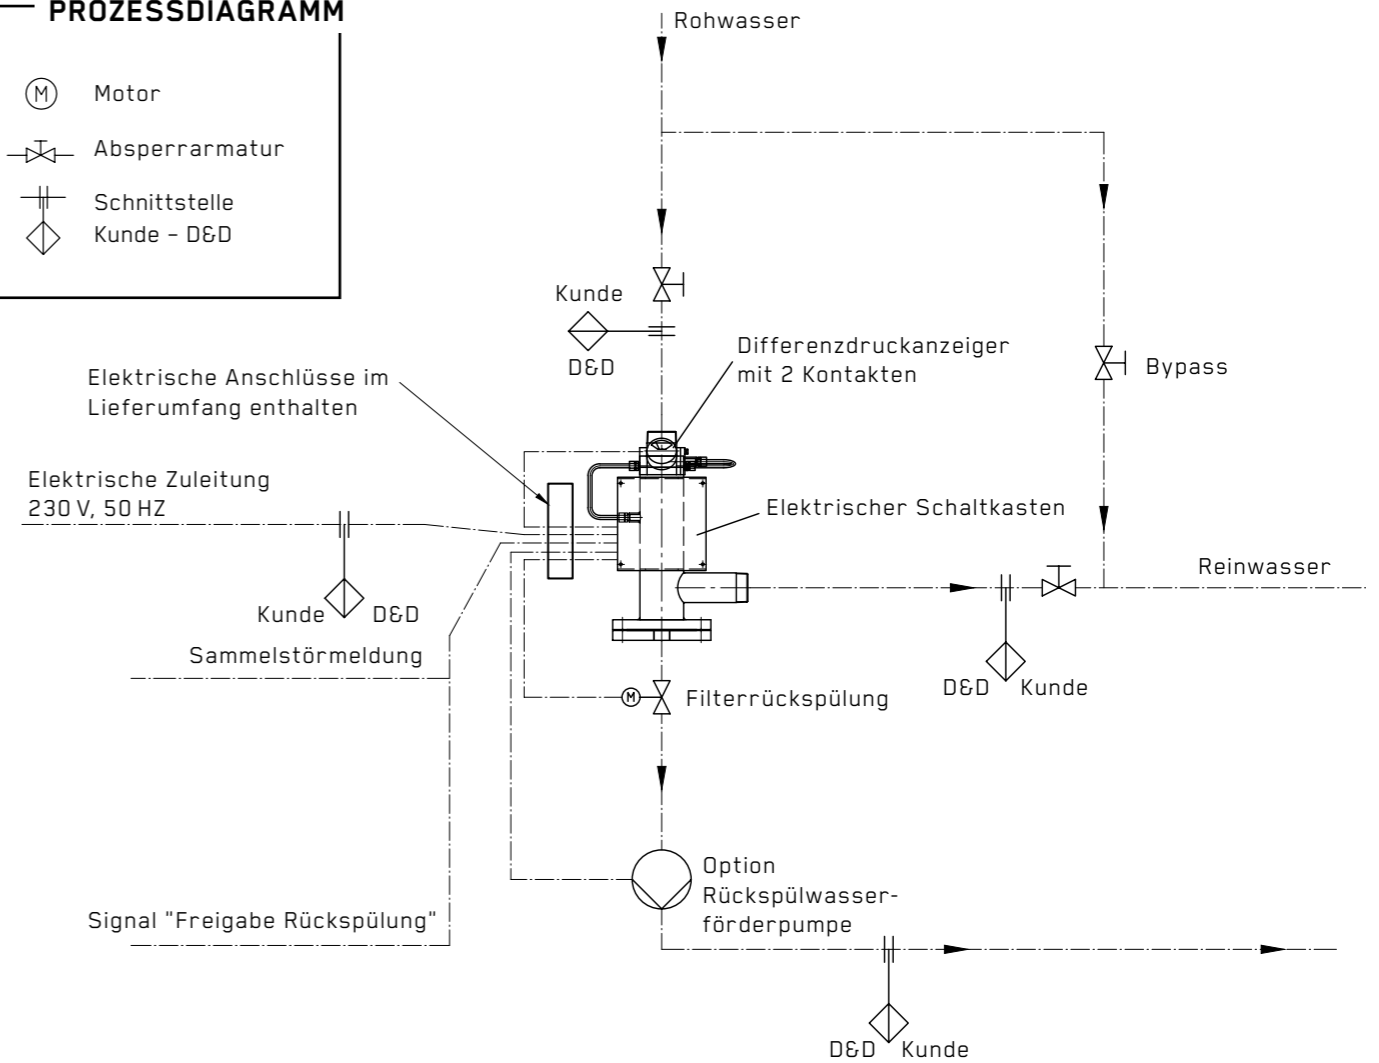 PROZESSDIAGRAMM
M
Motor
Absperrarmatur
Schnittstelle
Kunde - D&D
Rohwasser
Kunde
D&D
Differenzdruckanzeiger
mit 2 Kontakten
Bypass
Elektrische Anschlüsse im
Lieferumfang enthalten
Elektrische Zuleitung
230 V, 50 HZ
Elektrischer Schaltkasten
Reinwasser
Kunde D&D
Sammelstörmeldung
D&D Kunde
M
Filterrückspülung
Option
Rückspülwasser-
förderpumpe
Signal "Freigabe Rückspülung"
D&D Kunde